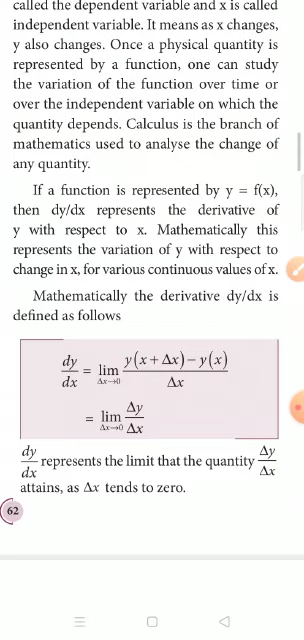 called the dependent variable and x is called
independent variable. It means as x changes,
y also changes. Once a physical quantity is
represented by a function, one can study
the variation of the function over time or
over the independent variable on which the
quantity depends. Calculus is the branch of
mathematics used to analyse the change of
any quantity.
If a function is represented by y = f(x),
then dy/dx represents the derivative of
y with respect to x. Mathematically this
represents the variation of y with respect to
change in x, for various continuous values of x.
Mathematically the derivative dy/dx is
defined as follows
dy/dx = lim Δx→0 y(x + Δx) − y(x) / Δx
= lim Δx→0 Δy/Δx
dy/dx represents the limit that the quantity Δy/Δx
attains, as Δx tends to zero.
62